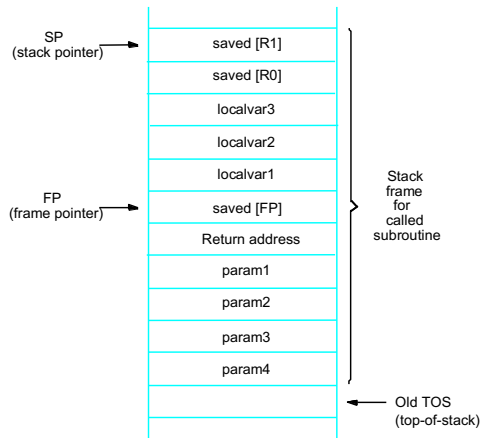 SP
(stack pointer)
saved [R1]
saved [R0]
localvar3
localvar2
localvar1
FP
(frame pointer)
saved [FP]
Return address
param1
param2
param3
param4
Stack
frame
for
called
subroutine
Old TOS
(top-of-stack)